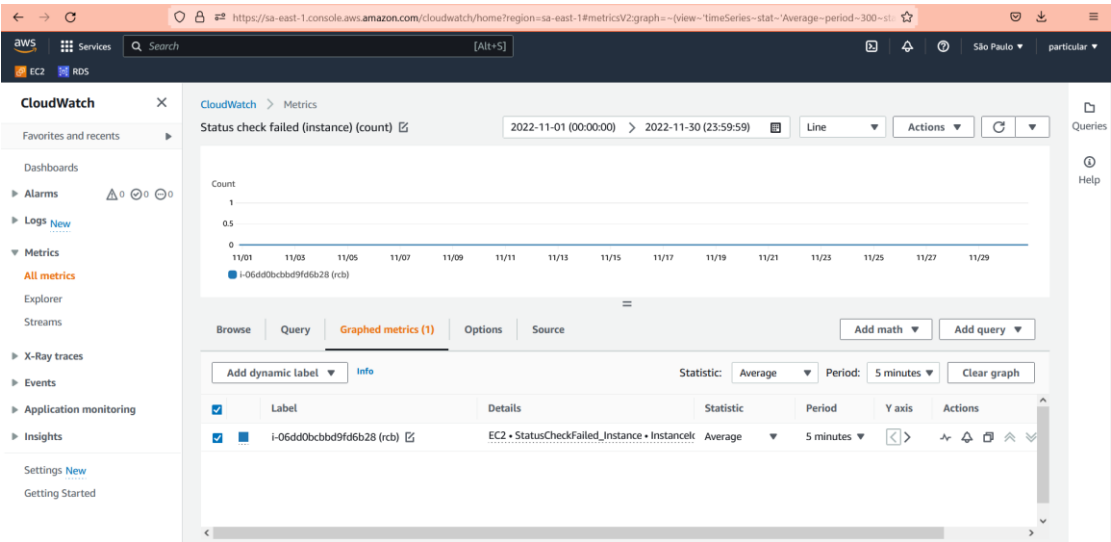 https://sa-east-1.console.aws.amazon.com/cloudwatch/home?region=sa-east-1#metricsV2:graph=~(view~'timeSeries~stat~'Average~period~300~sta
aws Services Search [Alt+S] São Paulo particular
EC2 RDS
CloudWatch
Favorites and recents
Dashboards
Alarms 0 0 0
Logs New
Metrics
All metrics
Explorer
Streams
X-Ray traces
Events
Application monitoring
Insights
Settings New
Getting Started
CloudWatch > Metrics
Status check failed (instance) (count)
2022-11-01 (00:00:00) > 2022-11-30 (23:59:59) Line Actions
Count
1
0.5
0
11/01 11/03 11/05 11/07 11/09 11/11 11/13 11/15 11/17 11/19 11/21 11/23 11/25 11/27 11/29
i-06dd0bcbbd9fd6b28 (rcb)
Browse Query Graphed metrics (1) Options Source Add math Add query
Add dynamic label Info Statistic: Average Period: 5 minutes Clear graph
Label Details Statistic Period Y axis Actions
i-06dd0bcbbd9fd6b28 (rcb) EC2 • StatusCheckFailed_Instance • Average 5 minutes < >
Queries
Help